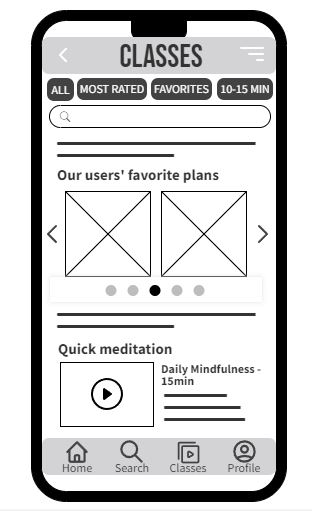 CLASSES
ALL MOST RATED FAVORITES 10-15 MIN
Our users' favorite plans
Quick meditation
Daily Mindfulness -
15min
Home Search Classes Profile